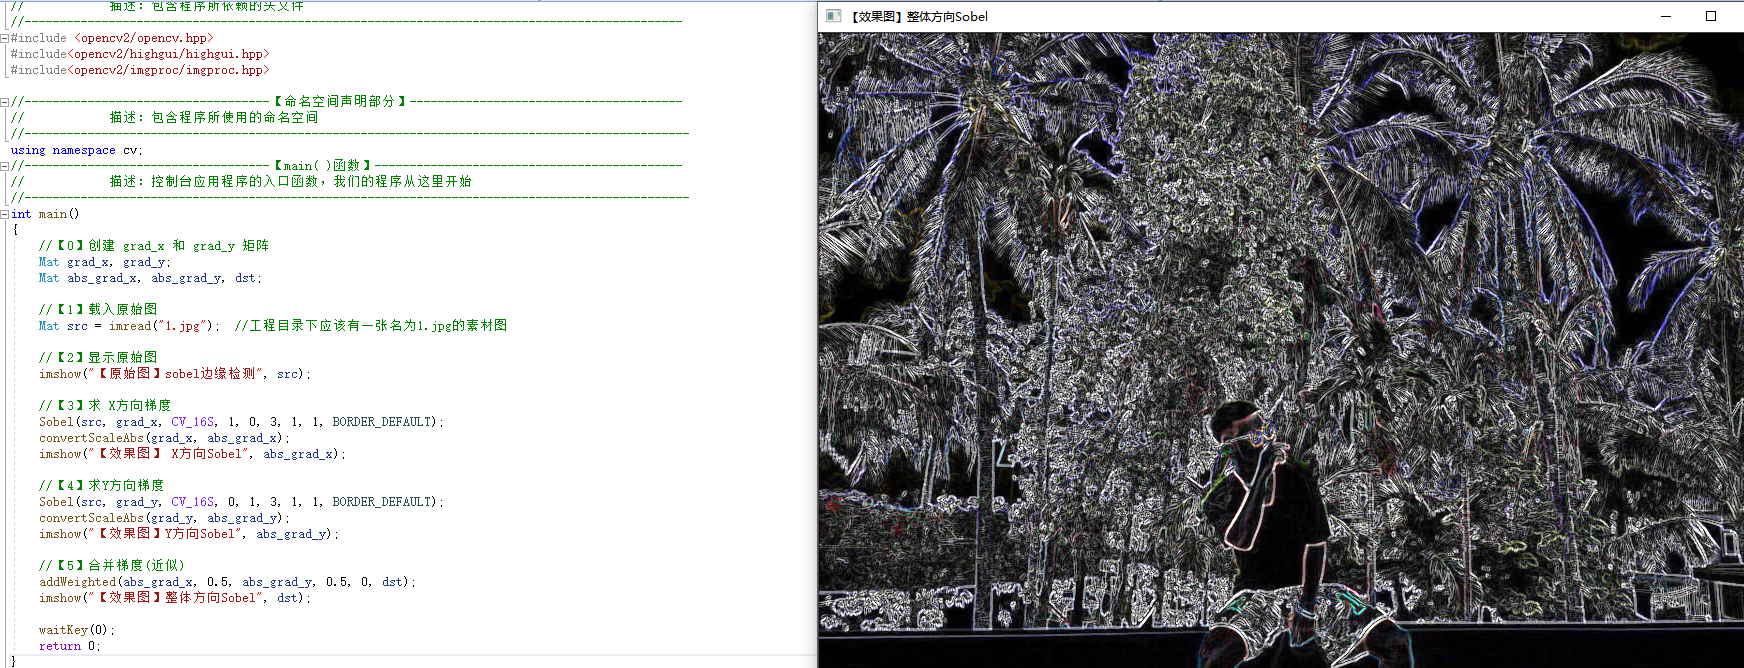 //            描述：包含程序所依赖的头文件
//----------------------------------------------------------------------------------------------
#include <opencv2/opencv.hpp>
#include<opencv2/highgui/highgui.hpp>
#include<opencv2/imgproc/imgproc.hpp>
//-----------------------------------【命名空间声明部分】---------------------------------------
//            描述：包含程序所使用的命名空间
//-----------------------------------------------------------------------------------------------
using namespace cv;
//-----------------------------------【main( )函数】--------------------------------------------
//            描述：控制台应用程序的入口函数，我们的程序从这里开始
//-----------------------------------------------------------------------------------------------
int main()
{
    //【0】创建 grad_x 和 grad_y 矩阵
    Mat grad_x, grad_y;
    Mat abs_grad_x, abs_grad_y, dst;
    //【1】载入原始图
    Mat src = imread("1.jpg");  //工程目录下应该有一张名为1.jpg的素材图
    //【2】显示原始图
    imshow("【原始图】sobel边缘检测", src);
    //【3】求 X方向梯度
    Sobel(src, grad_x, CV_16S, 1, 0, 3, 1, 1, BORDER_DEFAULT);
    convertScaleAbs(grad_x, abs_grad_x);
    imshow("【效果图】 X方向Sobel", abs_grad_x);
    //【4】求Y方向梯度
    Sobel(src, grad_y, CV_16S, 0, 1, 3, 1, 1, BORDER_DEFAULT);
    convertScaleAbs(grad_y, abs_grad_y);
    imshow("【效果图】Y方向Sobel", abs_grad_y);
    //【5】合并梯度(近似)
    addWeighted(abs_grad_x, 0.5, abs_grad_y, 0.5, 0, dst);
    imshow("【效果图】整体方向Sobel", dst);
    waitKey(0);
    return 0;
}
【效果图】整体方向Sobel